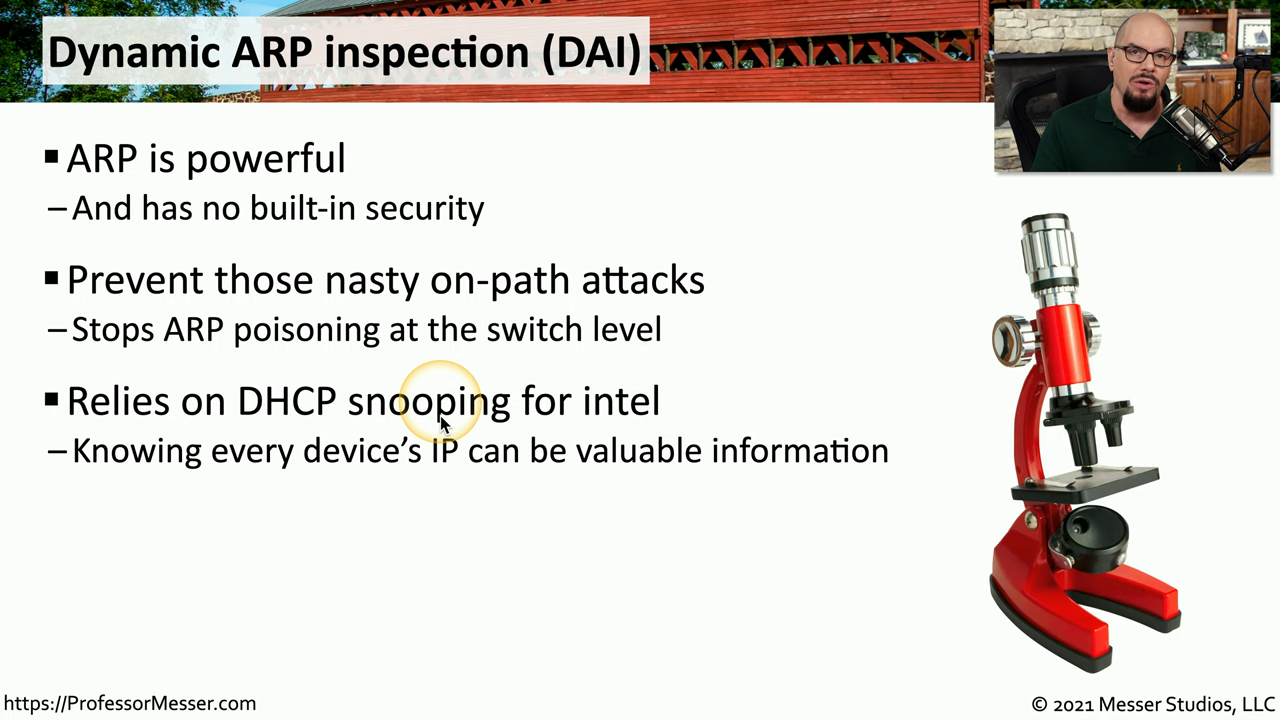 Dynamic ARP inspection (DAI)
▪ ARP is powerful
– And has no built-in security
▪ Prevent those nasty on-path attacks
– Stops ARP poisoning at the switch level
▪ Relies on DHCP snooping for intel
– Knowing every device's IP can be valuable information
https://ProfessorMesser.com
© 2021 Messer Studios, LLC